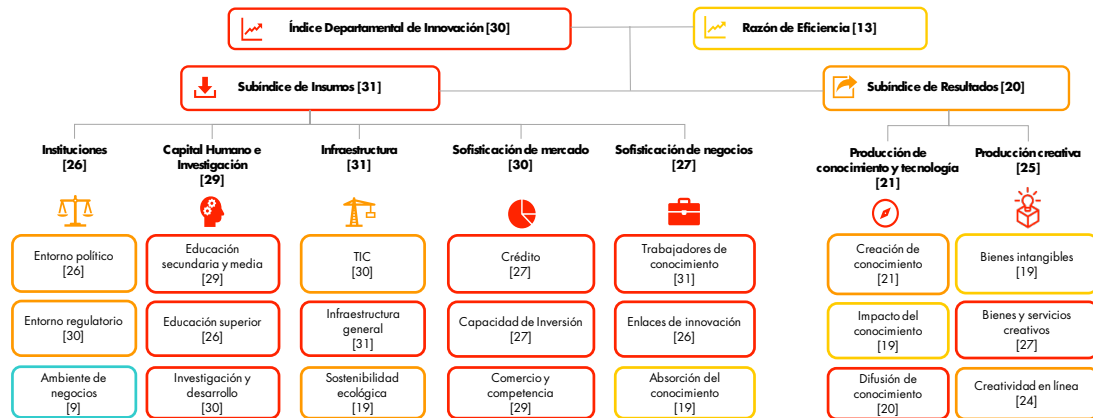 Índice Departamental de Innovación [30]
Razón de Eficiencia [13]
Subíndice de Insumos [31]
Subíndice de Resultados [20]
Instituciones
[26]
Capital Humano e
Investigación
[29]
Infraestructura
[31]
Sofisticación de mercado
[30]
Sofisticación de negocios
[27]
Producción de
conocimiento y tecnología
[21]
Producción creativa
[25]
Entorno político
[26]
Educación
secundaria y media
[29]
TIC
[30]
Crédito
[27]
Trabajadores de
conocimiento
[31]
Creación de
conocimiento
[21]
Bienes intangibles
[19]
Entorno regulatorio
[30]
Educación superior
[26]
Infraestructura
general
[31]
Capacidad de Inversión
[27]
Enlaces de innovación
[26]
Impacto del
conocimiento
[19]
Bienes y servicios
creativos
[27]
Ambiente de
negocios
[9]
Investigación y
desarrollo
[30]
Sostenibilidad
ecológica
[19]
Comercio y
competencia
[29]
Absorción del
conocimiento
[19]
Difusión de
conocimiento
[20]
Creatividad en línea
[24]